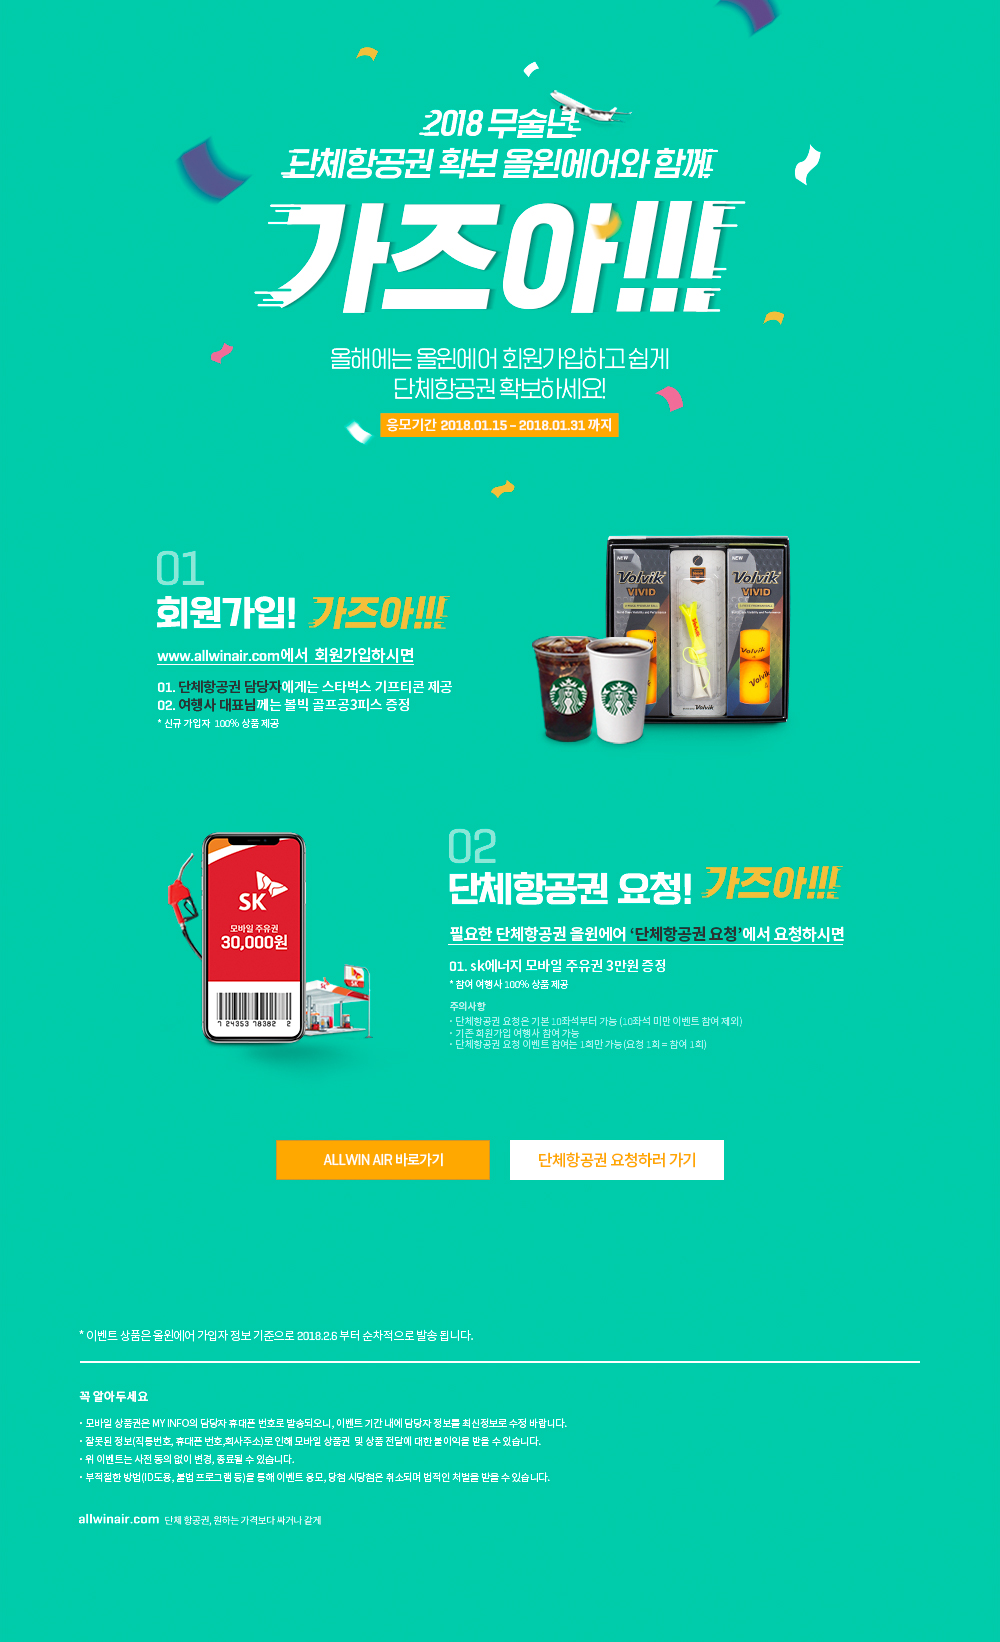 2018 무술년
단체항공권 확보 올윈에어와 함께
가즈아!!!
올해에는 올윈에어 회원가입하고 쉽게
단체항공권 확보하세요!
응모기간 2018.01.15 - 2018.01.31 까지
01
회원가입! 가즈아!!!
www.allwinair.com에서 회원가입하시면
01. 단체항공권 담당자에게는 스타벅스 기프티콘 제공
02. 여행사 대표님께는 볼빅 골프공3피스 증정
* 신규 가입자 100% 상품 제공
NEW
Volvik
VIVID
NEW
Volvik
VIVID
Volvik
Volvik
Volvik
Volvik
02
단체항공권 요청! 가즈아!!!
필요한 단체항공권 올윈에어 '단체항공권 요청'에서 요청하시면
01. sk에너지 모바일 주유권 3만원 증정
* 참여 여행사 100% 상품 제공
주의사항
· 단체항공권 요청은 기본 10좌석부터 가능 (10좌석 미만 이벤트 참여 제외)
· 기존 회원가입 여행사 참여 가능
· 단체항공권 요청 이벤트 참여는 1회만 가능(요청 1회 = 참여 1회)
SK
모바일 주유권
30,000원
7 24353 78382 2
SK
ALLWIN AIR 바로가기
단체항공권 요청하러 가기
* 이벤트 상품은 올윈에어 가입자 정보 기준으로 2018.2.6 부터 순차적으로 발송 됩니다.
꼭 알아두세요
· 모바일 상품권은 MY INFO의 담당자 휴대폰 번호로 발송되오니, 이벤트 기간 내에 담당자 정보를 최신정보로 수정 바랍니다.
· 잘못된 정보(직통번호, 휴대폰 번호,회사주소)로 인해 모바일 상품권 및 상품 전달에 대한 불이익을 받을 수 있습니다.
· 위 이벤트는 사전 동의 없이 변경, 종료될 수 있습니다.
· 부적절한 방법(ID도용, 불법 프로그램 등)을 통해 이벤트 응모, 당첨 시당첨은 취소되며 법적인 처벌을 받을 수 있습니다.
allwinair.com 단체 항공권, 원하는 가격보다 싸거나 같게